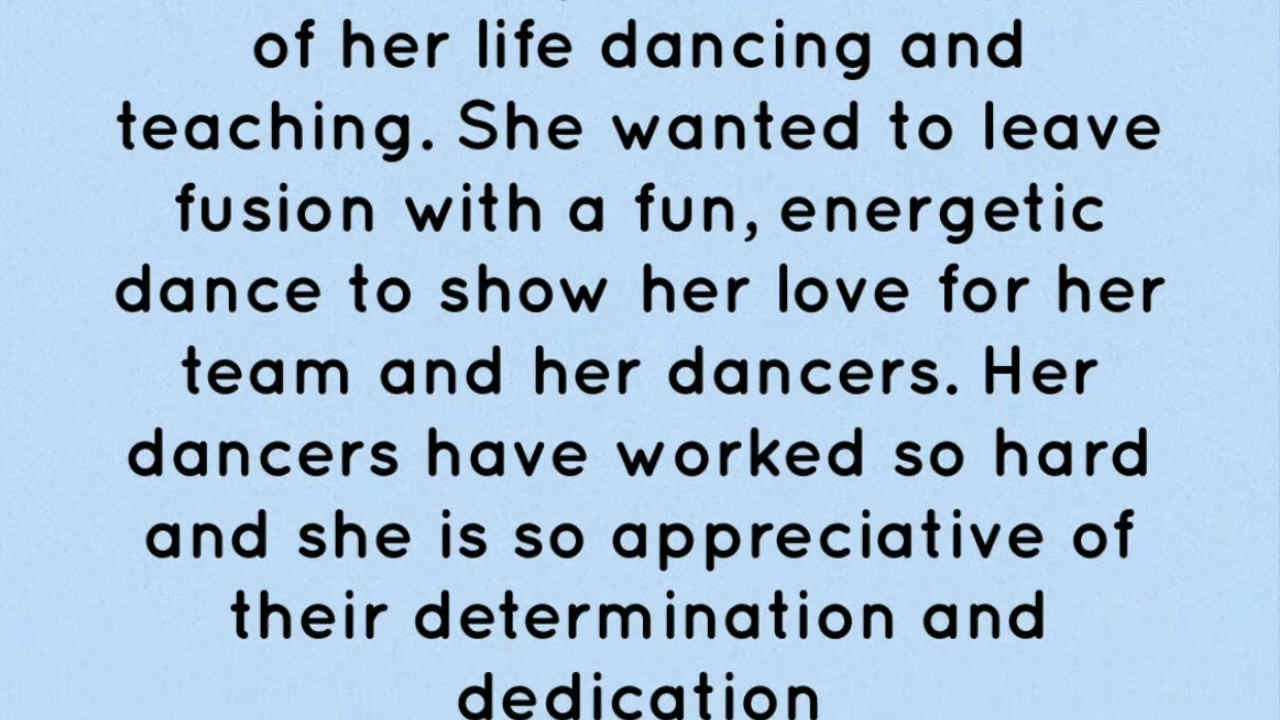 of her life dancing and
teaching. She wanted to leave
fusion with a fun, energetic
dance to show her love for her
team and her dancers. Her
dancers have worked so hard
and she is so appreciative of
their determination and
dedication